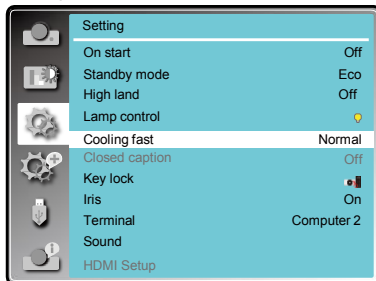 Setting
On start Off
Standby mode Eco
High land Off
Lamp control
Cooling fast Normal
Closed caption Off
Key lock
Iris On
Terminal Computer 2
Sound
HDMI Setup